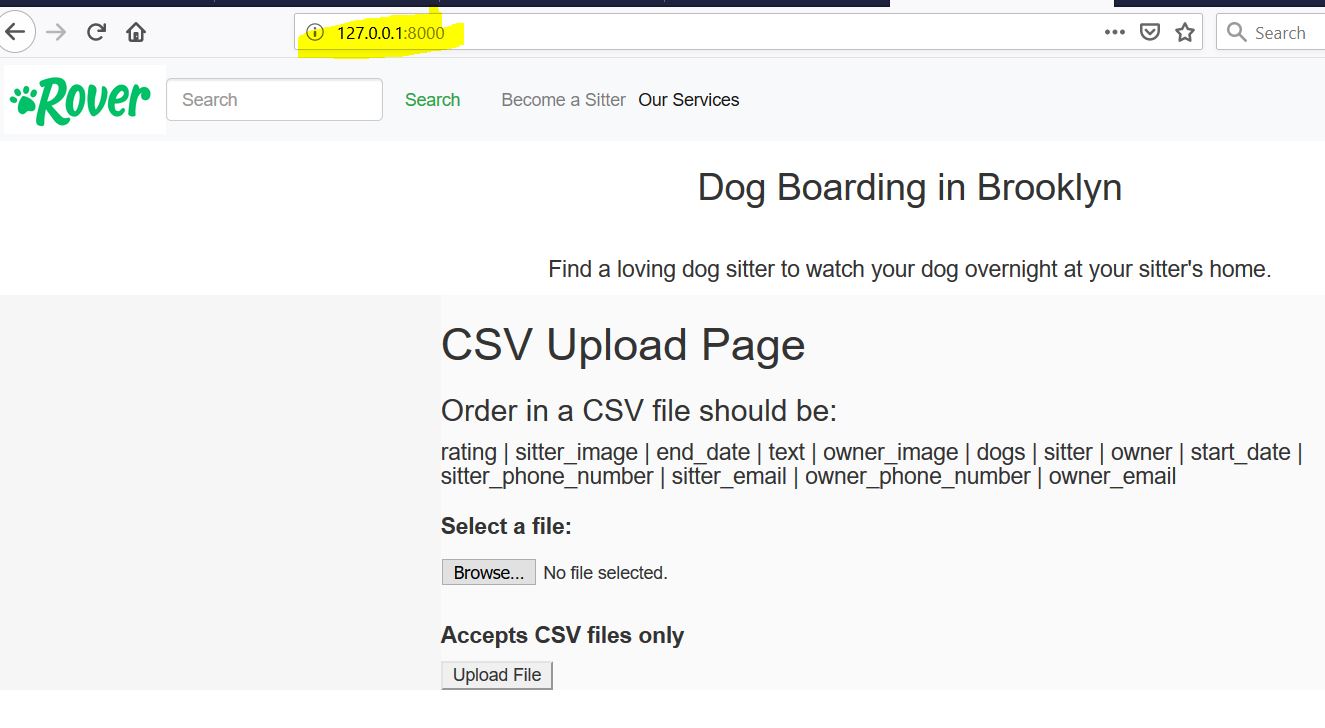 127.0.0.1:8000
Search
Rover
Search
Search
Become a Sitter
Our Services
Dog Boarding in Brooklyn
Find a loving dog sitter to watch your dog overnight at your sitter's home.
CSV Upload Page
Order in a CSV file should be:
rating | sitter_image | end_date | text | owner_image | dogs | sitter | owner | start_date |
sitter_phone_number | sitter_email | owner_phone_number | owner_email
Select a file:
Browse... No file selected.
Accepts CSV files only
Upload File